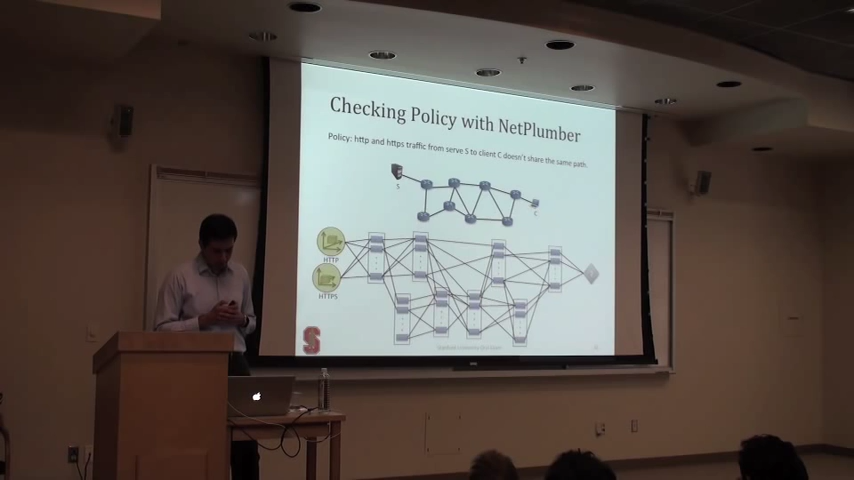 Checking Policy with NetPlumber
Policy: http and https traffic from serve S to client C doesn't share the same path.
S
C
HTTP
HTTPS
S